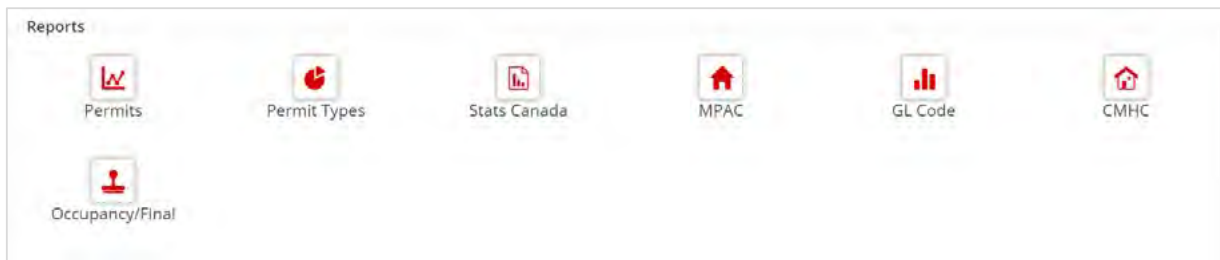 Reports
Permits Permit Types Stats Canada MPAC GL Code CMHC
Occupancy/Final